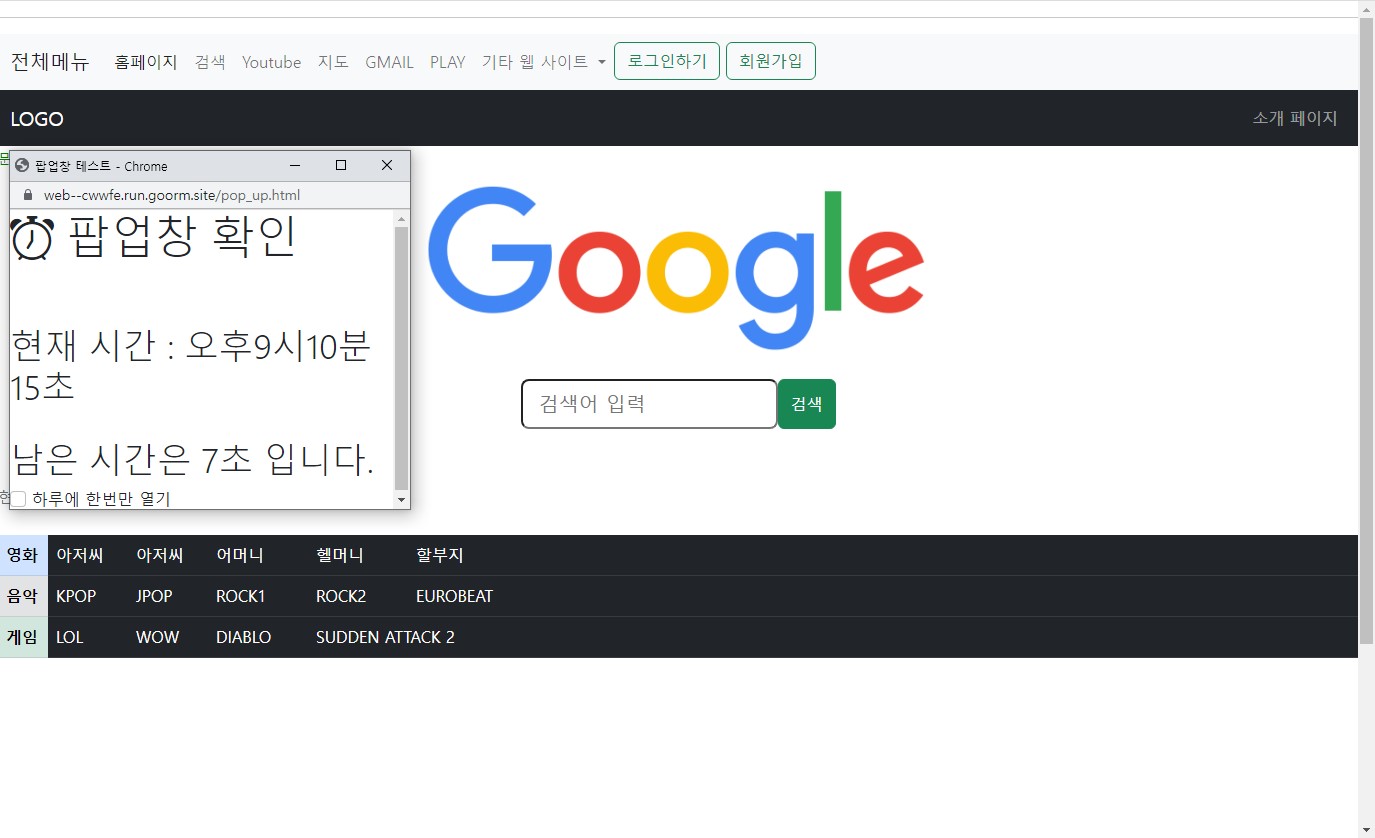 전체메뉴 홈페이지 검색 Youtube 지도 GMAIL PLAY 기타 웹 사이트 로그인하기 회원가입
LOGO 소개 페이지
팝업창 테스트 - Chrome
web--cwwfe.run.goorm.site/pop_up.html
팝업창 확인
현재 시간 : 오후9시10분
15초
남은 시간은 7초 입니다.
하루에 한번만 열기
Google
검색어 입력 검색
영화 아저씨 아저씨 어머니 헬머니 할부지
음악 KPOP JPOP ROCK1 ROCK2 EUROBEAT
게임 LOL WOW DIABLO SUDDEN ATTACK 2